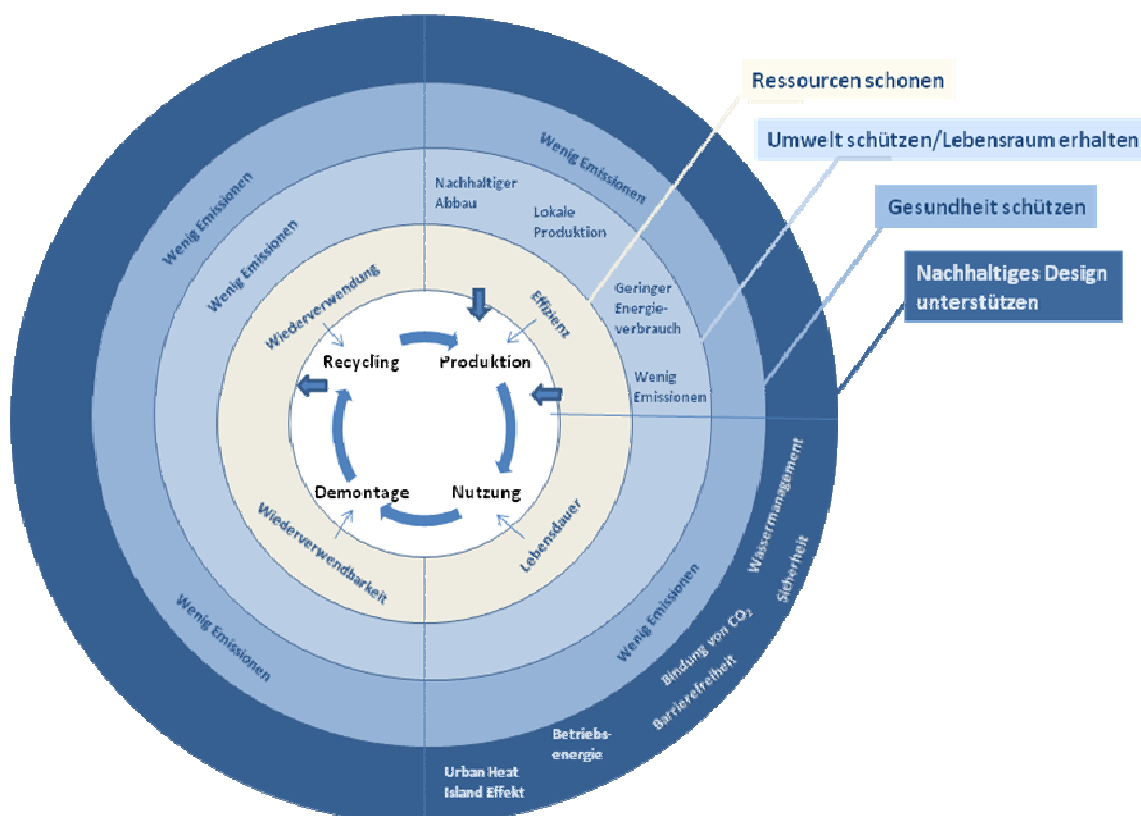 Ressourcen schonen
Umwelt schützen/Lebensraum erhalten
Gesundheit schützen
Nachhaltiges Design
unterstützen
Wenig Emissionen
Wenig Emissionen
Nachhaltiger
Abbau
Lokale
Produktion
Wenig Emissionen
Geringer
Energie-
verbrauch
Wenig
Emissionen
Wiederverwendung
Effizienz
Recycling
Produktion
Demontage
Nutzung
Wiederverwendbarkeit
Lebensdauer
Wenig Emissionen
Wenig Emissionen
Wassermanagement
Sicherheit
Bindung von CO₂
Barrierefreiheit
Betriebs-
energie
Urban Heat
Island Effekt